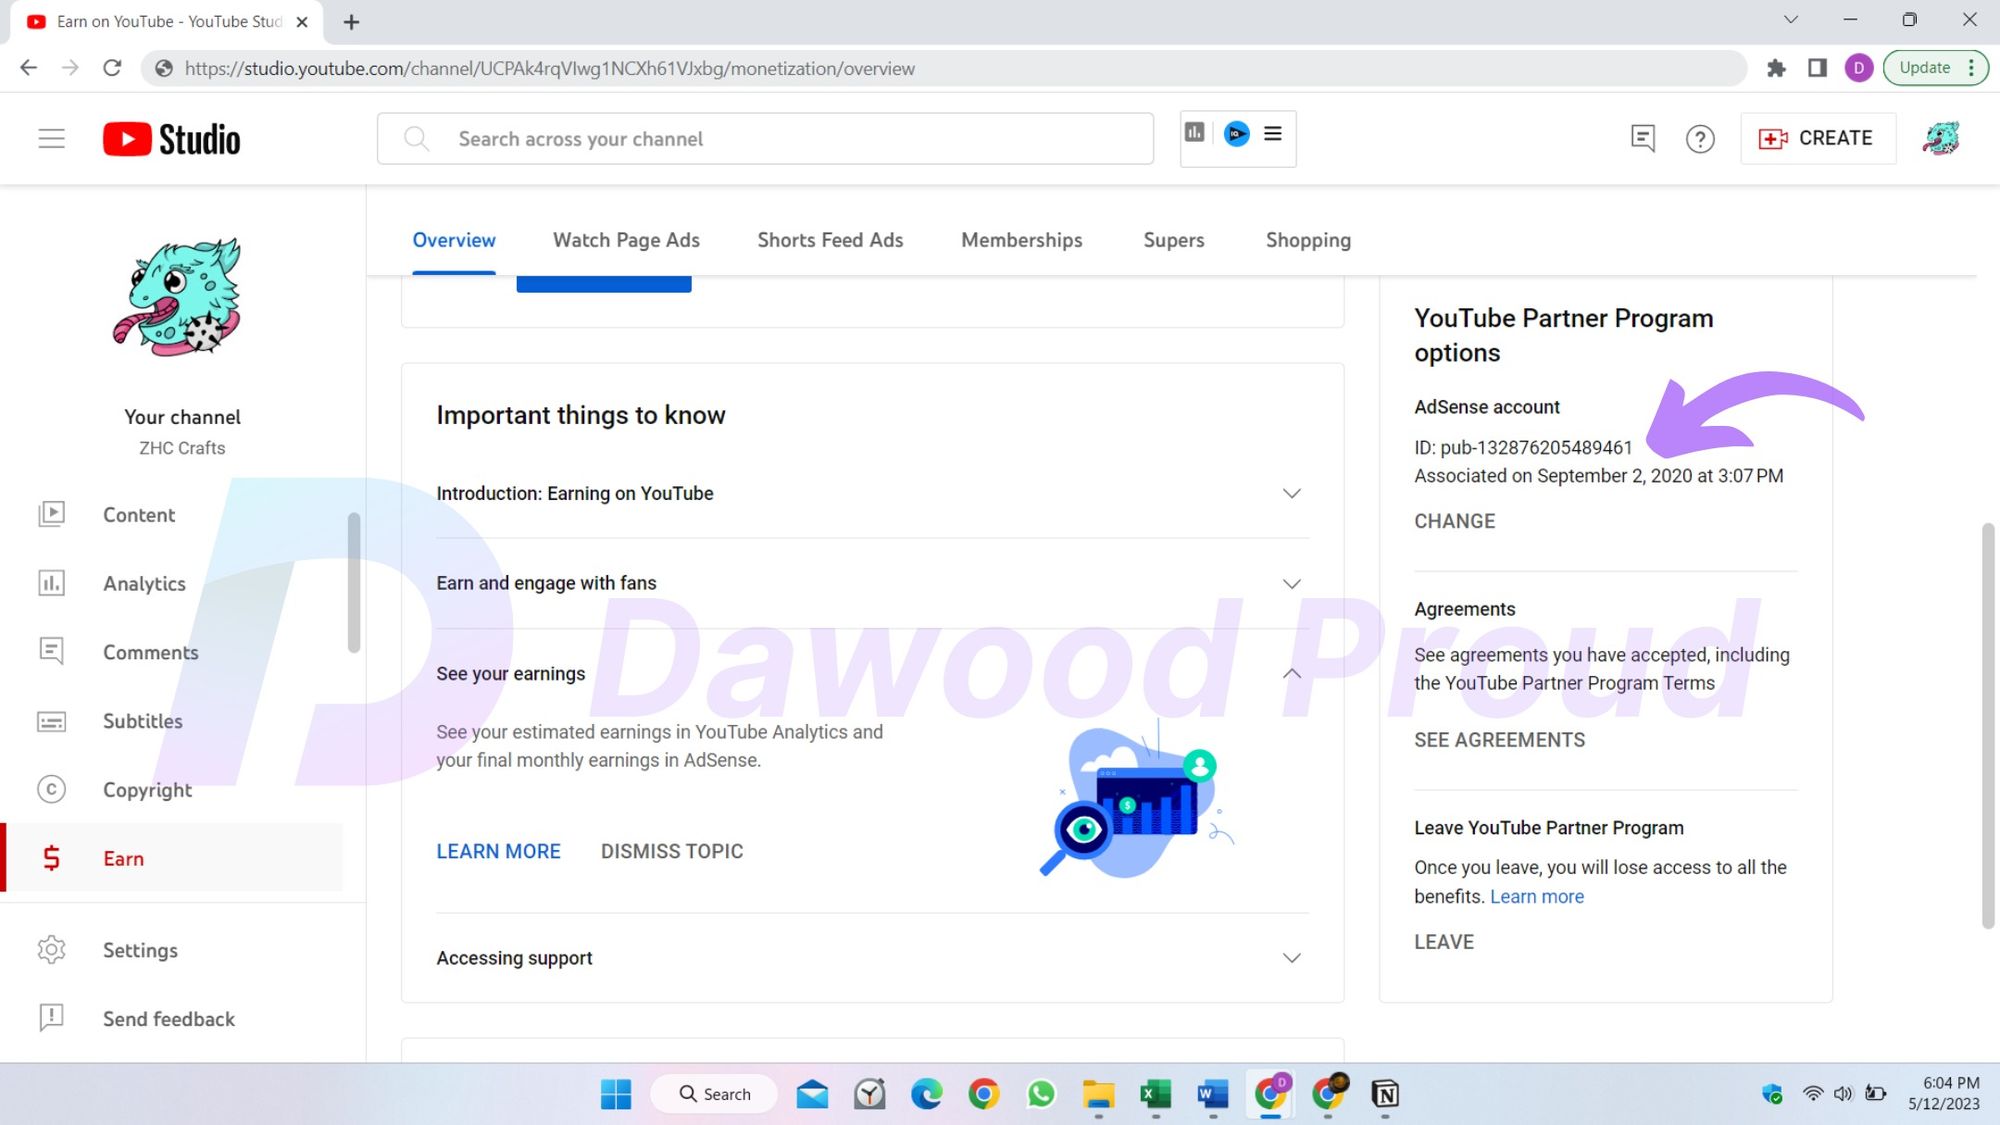 Earn on YouTube - YouTube Stud
https://studio.youtube.com/channel/UCPAk4rqVIwg1NCXh61VJxbg/monetization/overview
D
Update
Studio
Search across your channel
CREATE
Overview
Watch Page Ads
Shorts Feed Ads
Memberships
Supers
Shopping
Your channel
ZHC Crafts
Content
Analytics
Comments
Subtitles
Copyright
Earn
Settings
Send feedback
Important things to know
Introduction: Earning on YouTube
Earn and engage with fans
See your earnings
See your estimated earnings in YouTube Analytics and
your final monthly earnings in AdSense.
LEARN MORE
DISMISS TOPIC
Accessing support
YouTube Partner Program
options
AdSense account
ID: pub-132876205489461
Associated on September 2, 2020 at 3:07 PM
CHANGE
Agreements
See agreements you have accepted, including
the YouTube Partner Program Terms
SEE AGREEMENTS
Leave YouTube Partner Program
Once you leave, you will lose access to all the
benefits. Learn more
LEAVE
Dawood Proud
Search
6:04 PM
5/12/2023